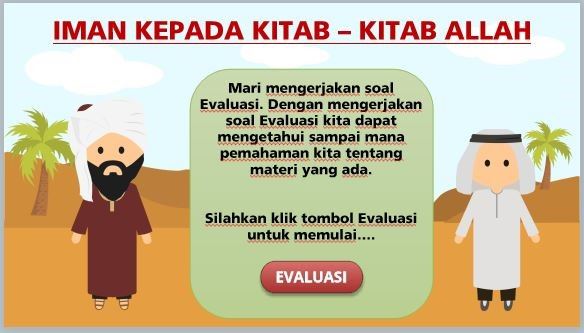 IMAN KEPADA KITAB – KITAB ALLAH
Mari mengerjakan soal
Evaluasi. Dengan mengerjakan
soal Evaluasi kita dapat
mengetahui sampai mana
pemahaman kita tentang
materi yang ada.
Silahkan klik tombol Evaluasi
untuk memulai....
EVALUASI